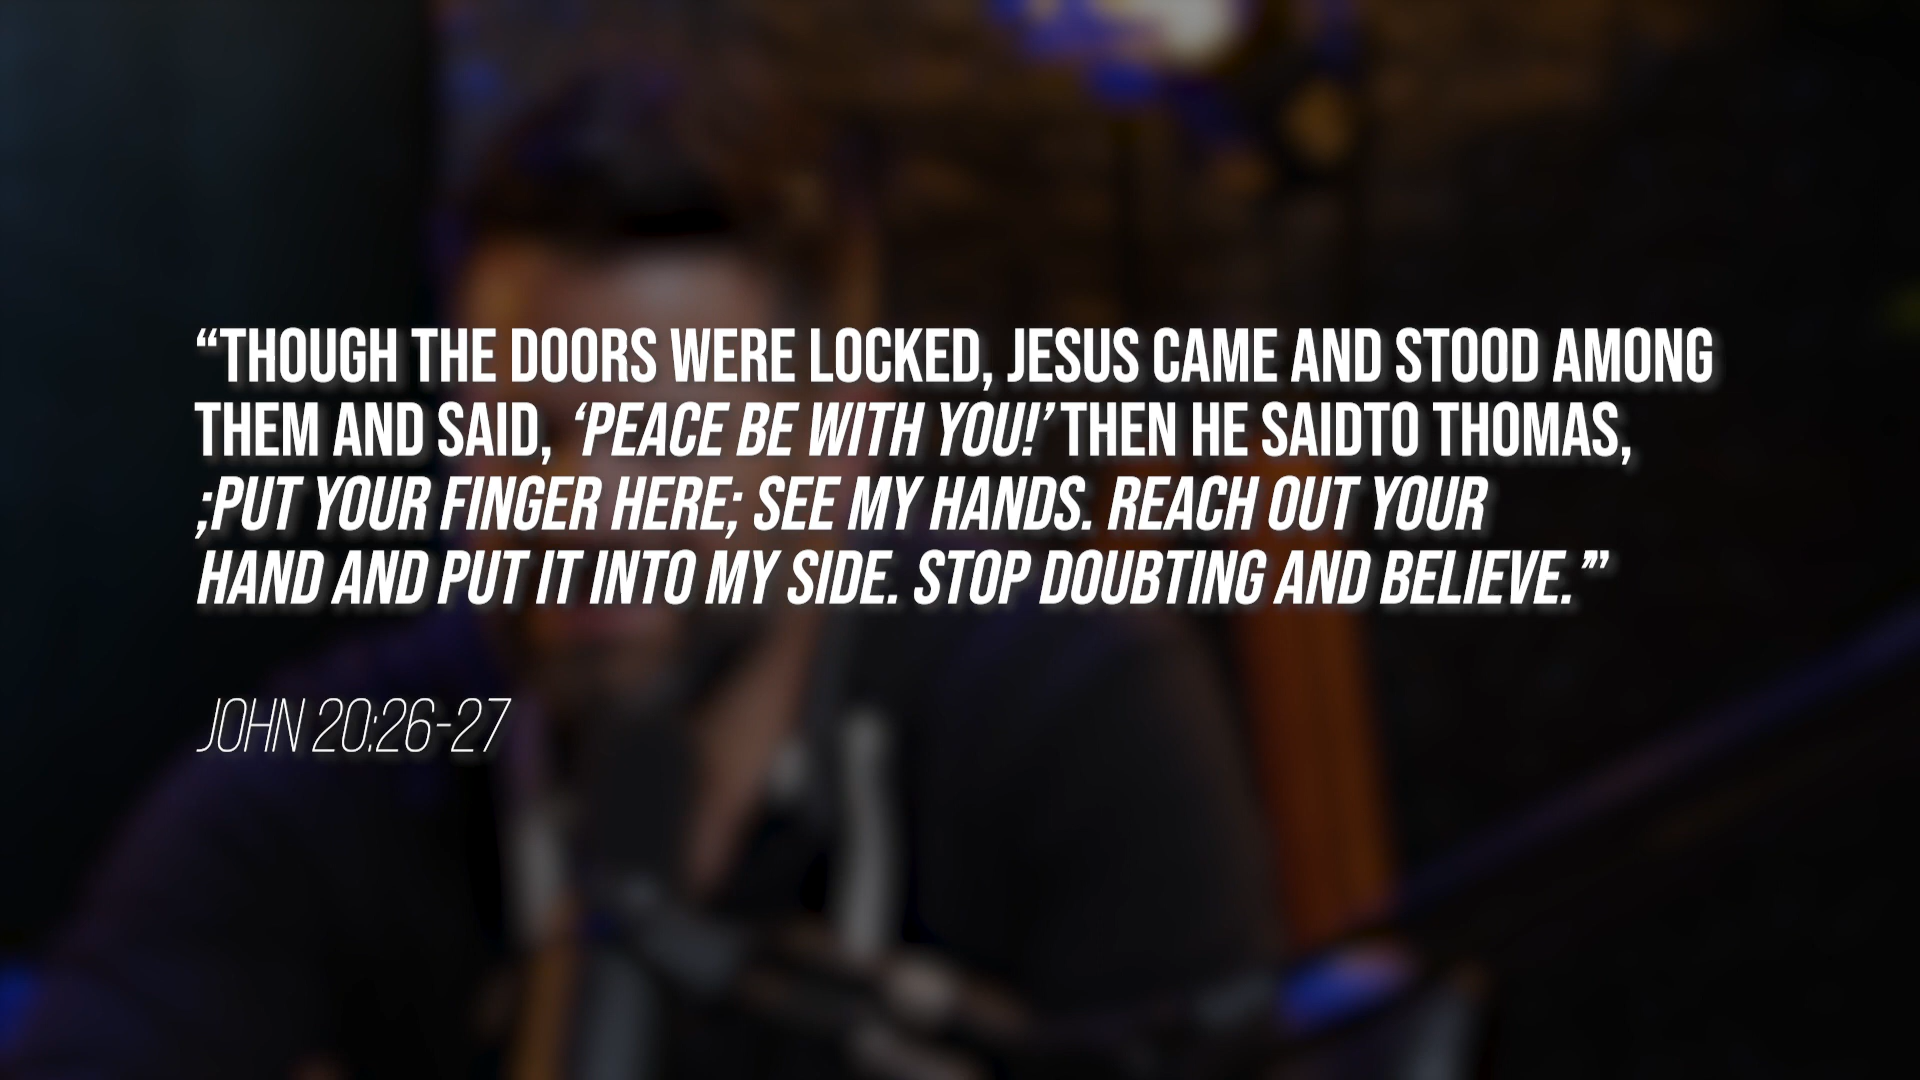 “THOUGH THE DOORS WERE LOCKED, JESUS CAME AND STOOD AMONG
THEM AND SAID, ‘PEACE BE WITH YOU!’ THEN HE SAIDTO THOMAS,
;PUT YOUR FINGER HERE; SEE MY HANDS. REACH OUT YOUR
HAND AND PUT IT INTO MY SIDE. STOP DOUBTING AND BELIEVE.’”
JOHN 20:26-27